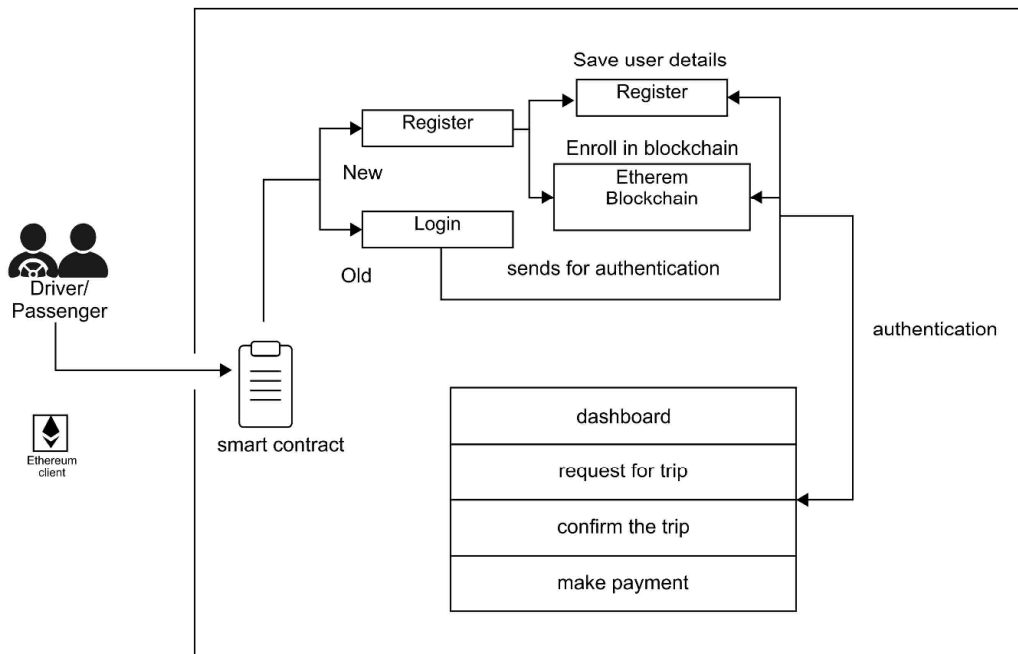 Save user details
Register
Register
Enroll in blockchain
New
Etherem
Blockchain
Login
Old
sends for authentication
Driver/
Passenger
authentication
smart contract
Ethereum
client
dashboard
request for trip
confirm the trip
make payment